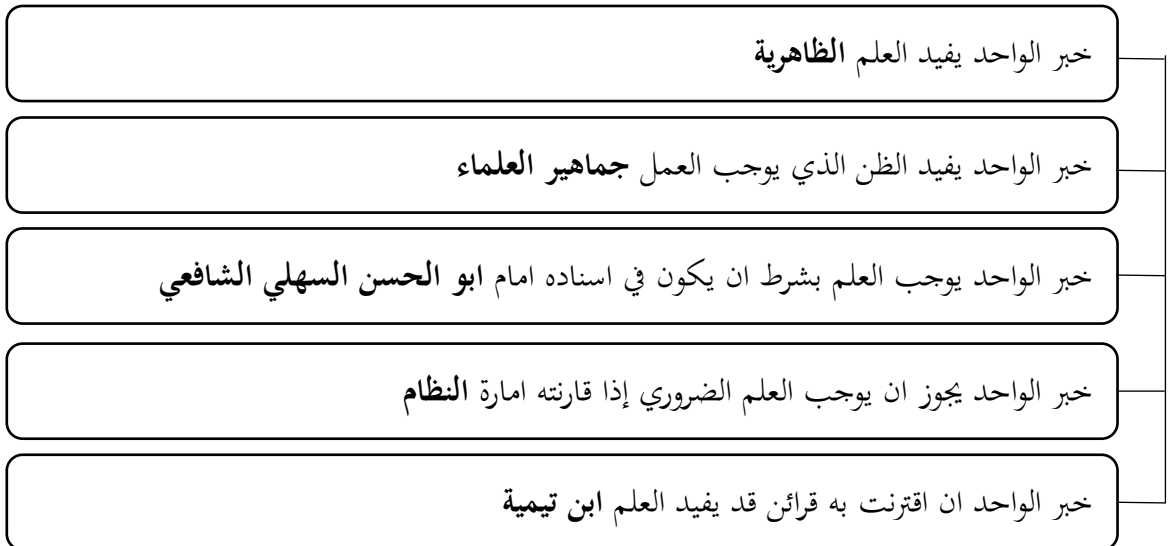 خبر الواحد يفيد العلم الظاهرية
خبر الواحد يفيد الظن الذي يوجب العمل جماهير العلماء
خبر الواحد يوجب العلم بشرط ان يكون في اسناده امام ابو الحسن السهلي الشافعي
خبر الواحد يجوز ان يوجب العلم الضروري إذا قارنته امارة النظام
خبر الواحد ان اقترنت به قرائن قد يفيد العلم ابن تيمية